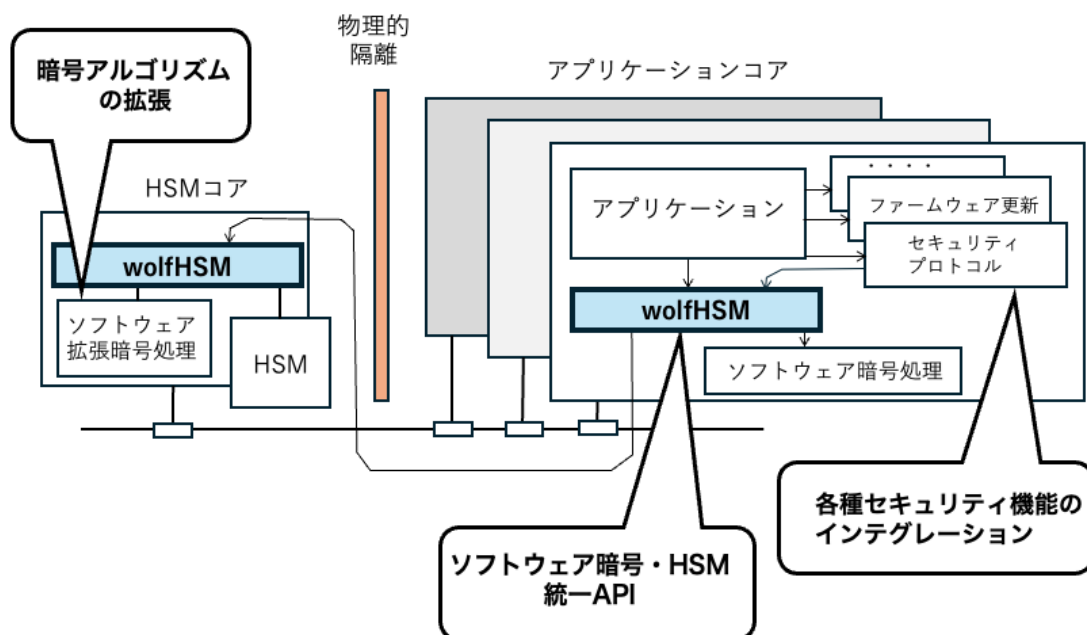 物理的
隔離
暗号アルゴリズム
の拡張
アプリケーションコア
HSMコア
wolfHSM
ソフトウェア
拡張暗号処理
HSM
アプリケーション
・・・・
ファームウェア更新
セキュリティ
プロトコル
wolfHSM
ソフトウェア暗号処理
ソフトウェア暗号・HSM
統一API
各種セキュリティ機能の
インテグレーション